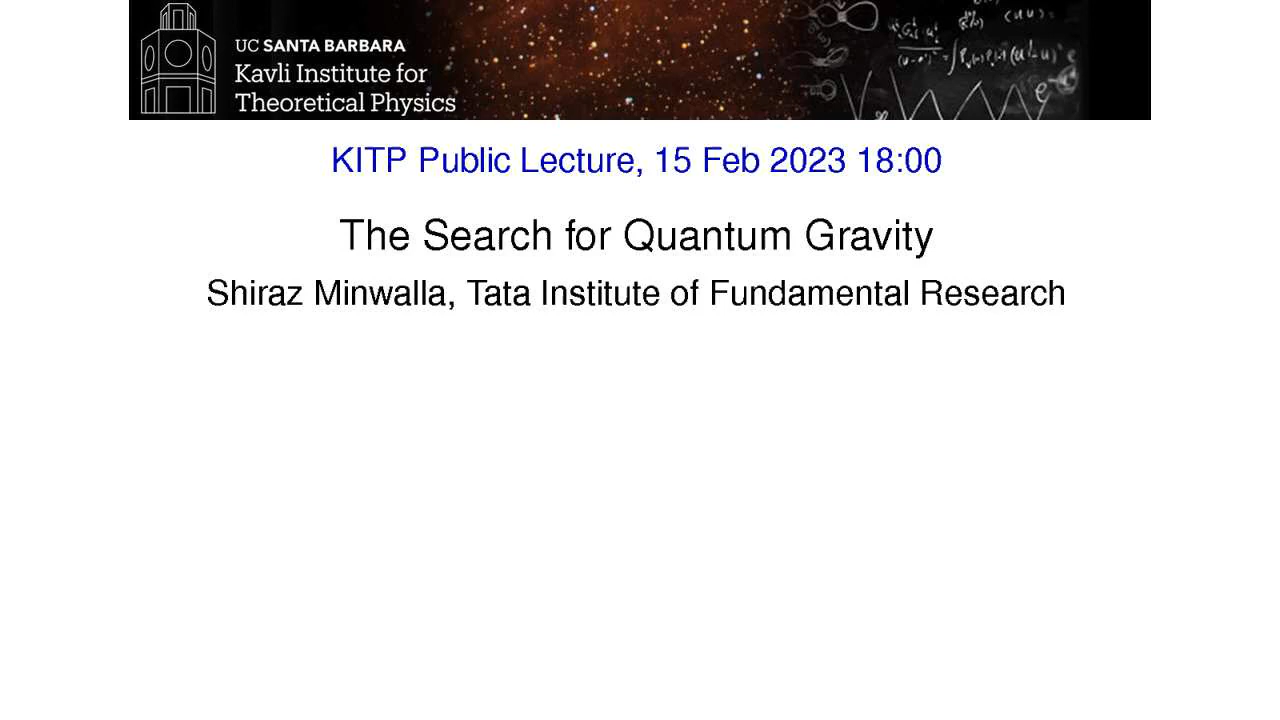 UC SANTA BARBARA
Kavli Institute for
Theoretical Physics
KITP Public Lecture, 15 Feb 2023 18:00
The Search for Quantum Gravity
Shiraz Minwalla, Tata Institute of Fundamental Research